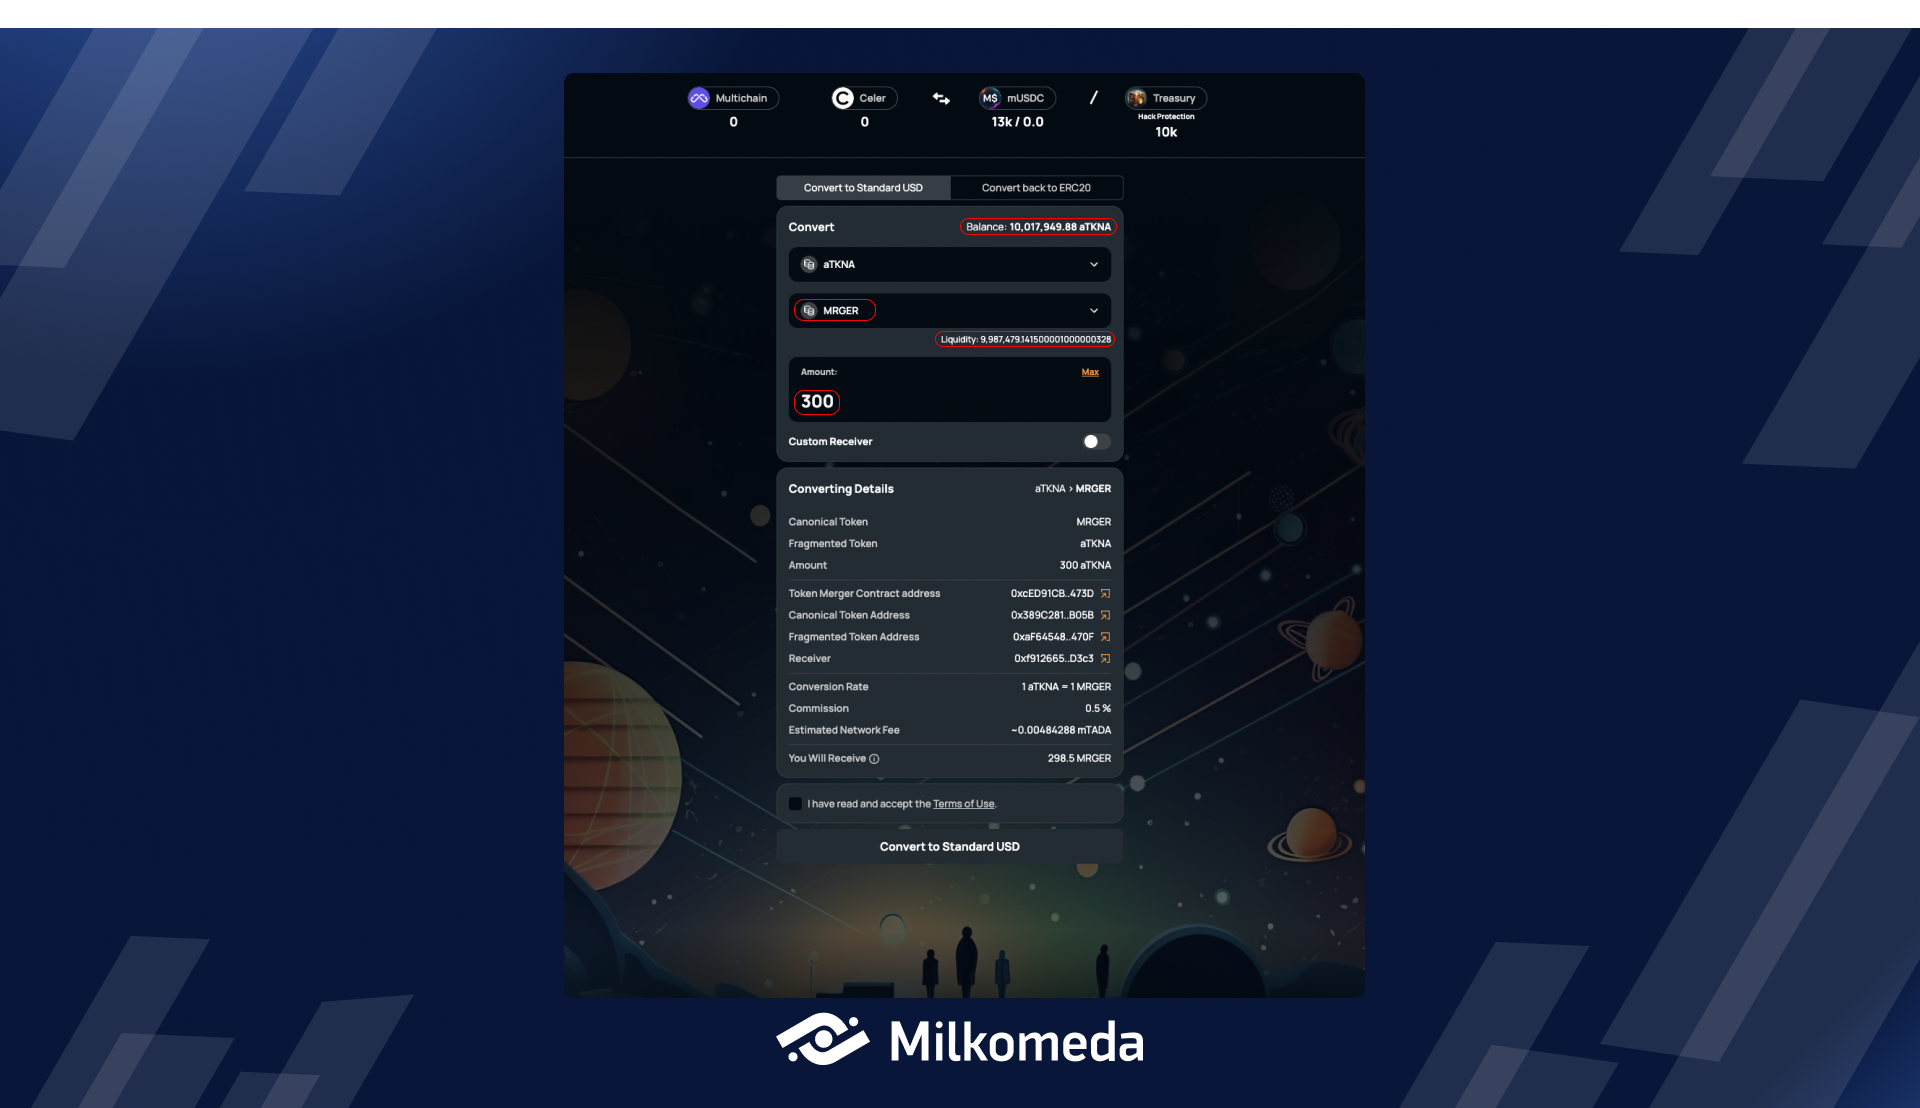 Multichain
0
Celer
0
M$ mUSDC
13k / 0.0
/
Treasury
Hack Protection
10k
Convert to Standard USD
Convert back to ERC20
Convert
Balance: 10,017,949.88 aTKNA
aTKNA
MRGER
Liquidity: 9,987,479.141500001000000328
Amount:
Max
300
Custom Receiver
Converting Details
aTKNA > MRGER
Canonical Token
MRGER
Fragmented Token
aTKNA
Amount
300 aTKNA
Token Merger Contract address
0xcED91CB..473D
Canonical Token Address
0x389C281..B05B
Fragmented Token Address
0xaF64548..470F
Receiver
0xf912665..D3c3
Conversion Rate
1 aTKNA = 1 MRGER
Commission
0.5 %
Estimated Network Fee
~0.00484288 mTADA
You Will Receive
298.5 MRGER
I have read and accept the Terms of Use.
Convert to Standard USD
Milkomeda